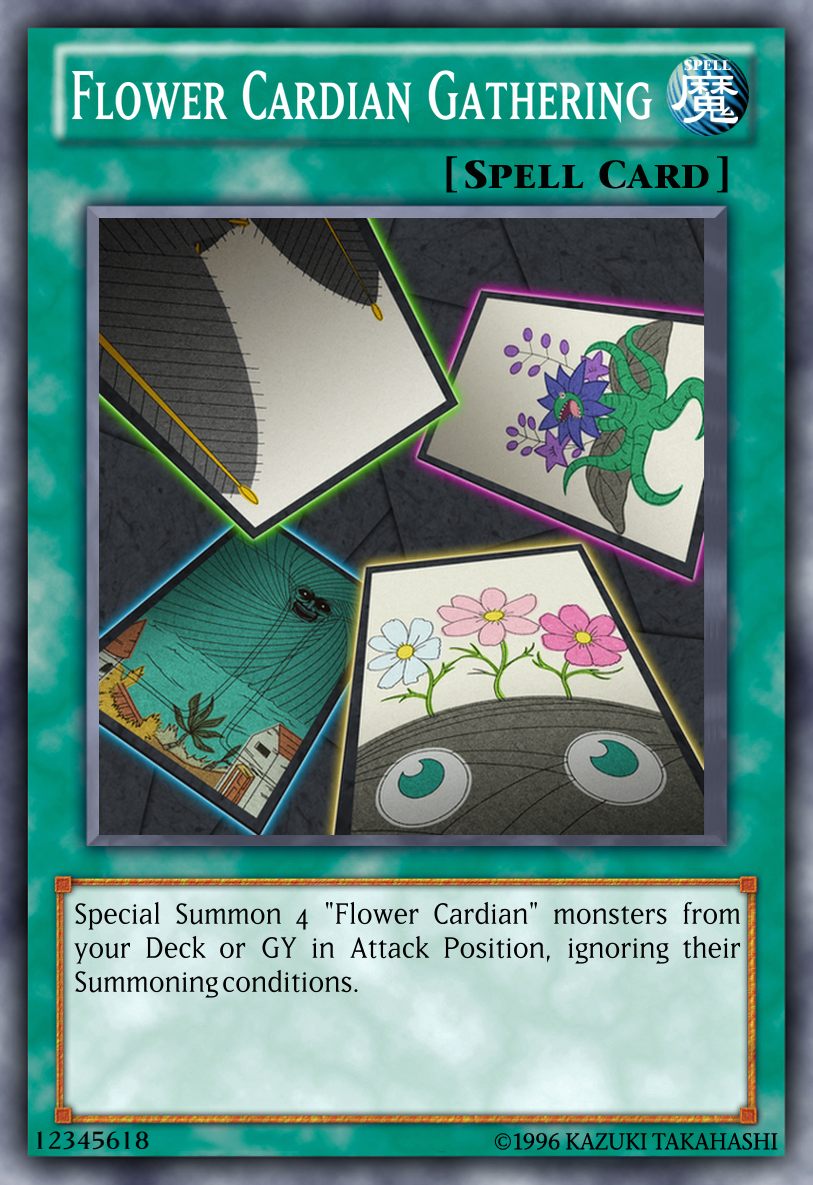 FLOWER CARDIAN GATHERING
SPELL
魔
[SPELL CARD]
Special Summon 4 "Flower Cardian" monsters from
your Deck or GY in Attack Position, ignoring their
Summoning conditions.
12345618
©1996 KAZUKI TAKAHASHI